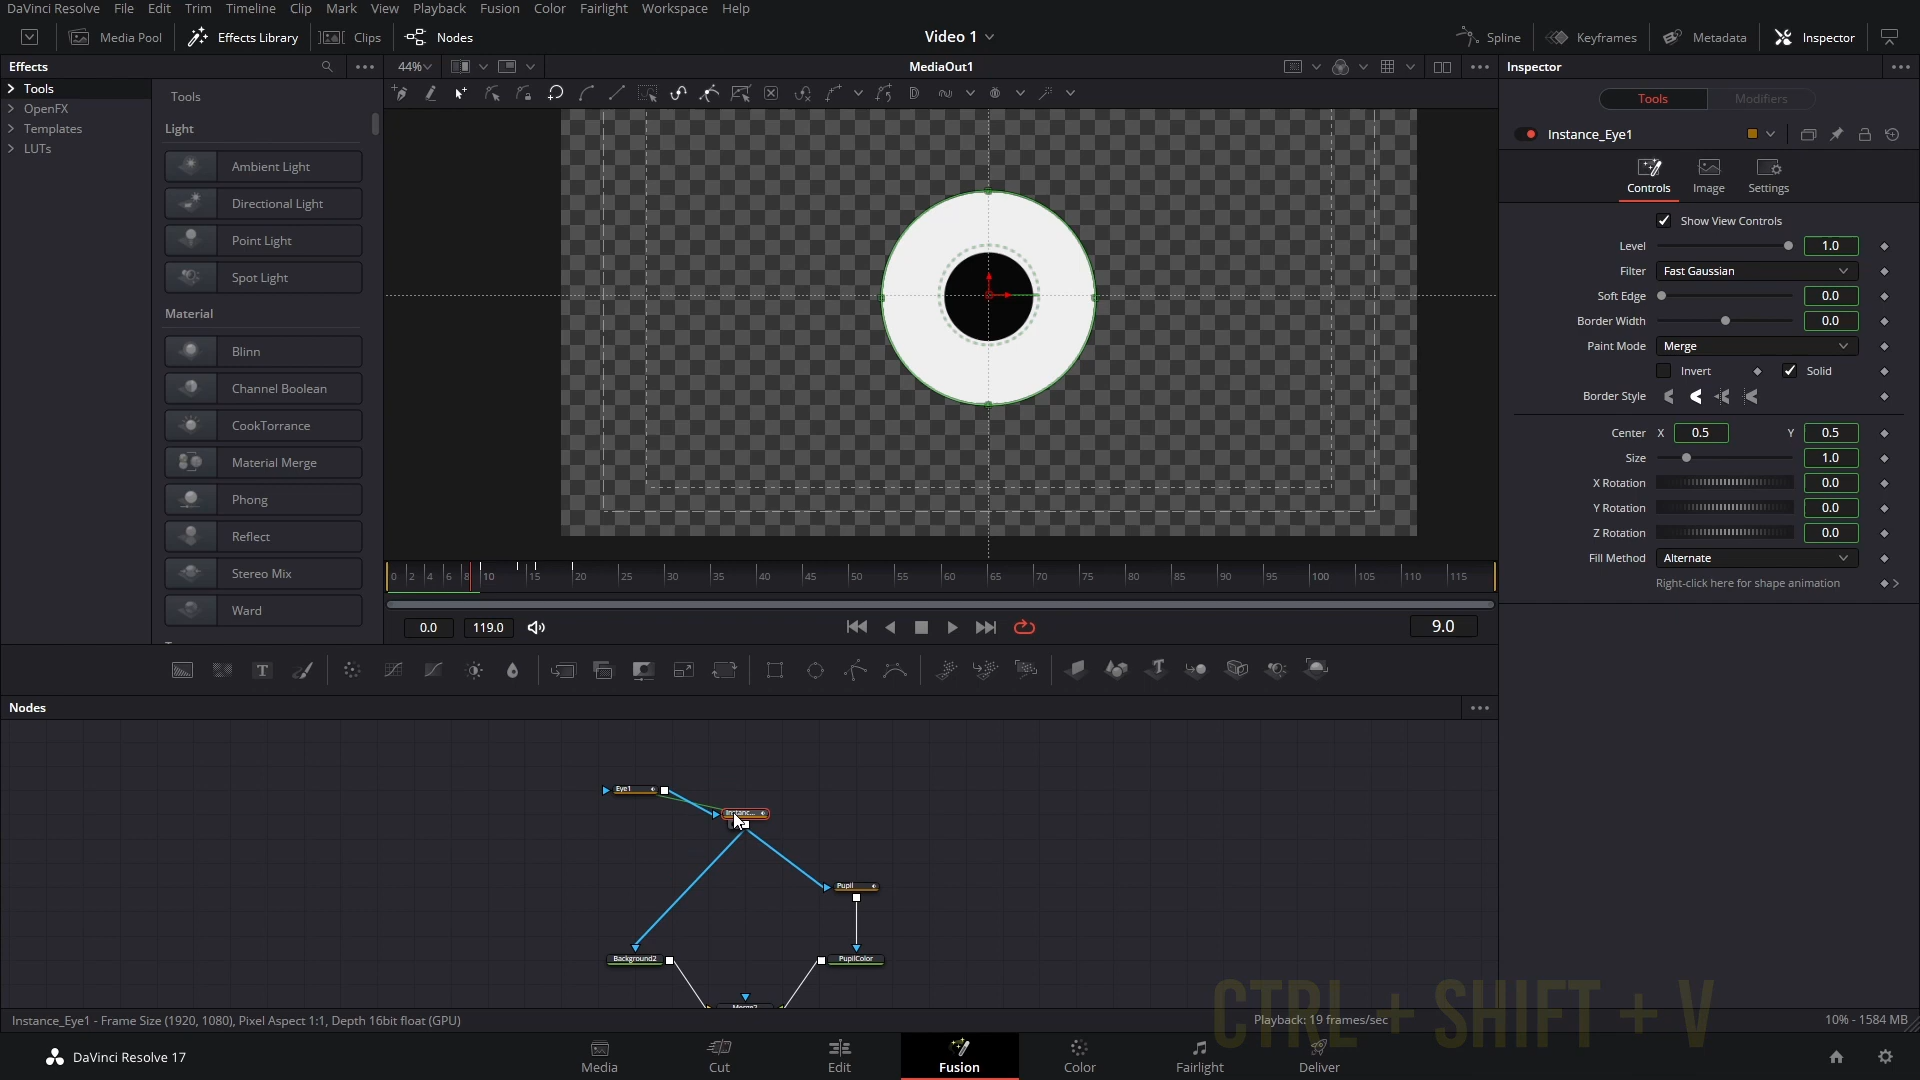 DaVinci Resolve File Edit Trim Timeline Clip Mark View Playback Fusion Color Fairlight Workspace Help
Media Pool Effects Library Clips Nodes Video 1 Spline Keyframes Metadata Inspector
Effects 44% MediaOut1 Inspector
Tools
OpenFX
Templates
LUTs
Tools
Light
Ambient Light
Directional Light
Point Light
Spot Light
Material
Blinn
Channel Boolean
CookTorrance
Material Merge
Phong
Reflect
Stereo Mix
Ward
0 2 4 6 8 10 15 20 25 30 35 40 45 50 55 60 65 70 75 80 85 90 95 100 105 110 115
0.0 119.0 9.0
Tools Modifiers
Instance_Eye1
Controls Image Settings
Show View Controls
Level 1.0
Filter Fast Gaussian
Soft Edge 0.0
Border Width 0.0
Paint Mode Merge
Invert Solid
Border Style
Center X 0.5 Y 0.5
Size 1.0
X Rotation 0.0
Y Rotation 0.0
Z Rotation 0.0
Fill Method Alternate
Right-click here for shape animation
Nodes
Eye1
Instanc...
Pupil
Background2
PupilColor
CTRL + SHIFT + V
Instance_Eye1 - Frame Size (1920, 1080), Pixel Aspect 1:1, Depth 16bit float (GPU) Playback: 19 frames/sec 10% - 1584 MB
DaVinci Resolve 17 Media Cut Edit Fusion Color Fairlight Deliver